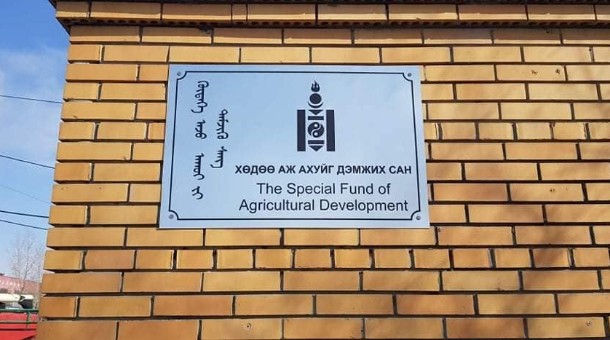 ХӨДӨӨ АЖ АХУЙГ ДЭМЖИХ САН
The Special Fund of
Agricultural Development